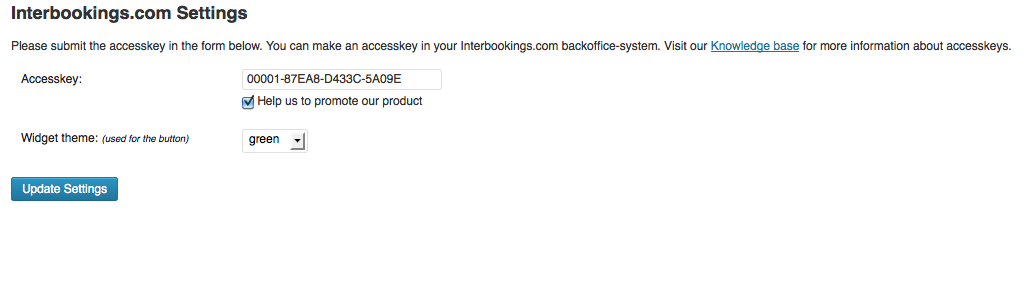 Interbookings.com Settings
Please submit the accesskey in the form below. You can make an accesskey in your Interbookings.com backoffice-system. Visit our Knowledge base for more information about accesskeys.
Accesskey: 00001-87EA8-D433C-5A09E
Help us to promote our product
Widget theme: (used for the button) green
Update Settings